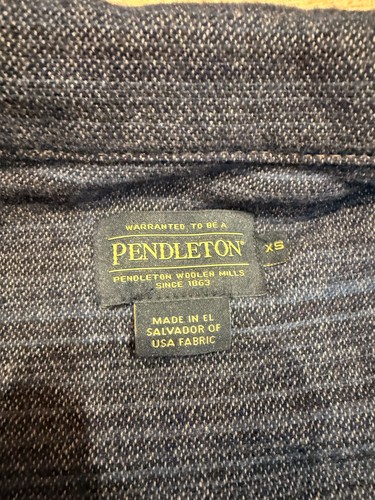 WARRANTED TO BE A
PENDLETON®
XS
PENDLETON WOOLEN MILLS
SINCE 1863
MADE IN EL
SALVADOR OF
USA FABRIC